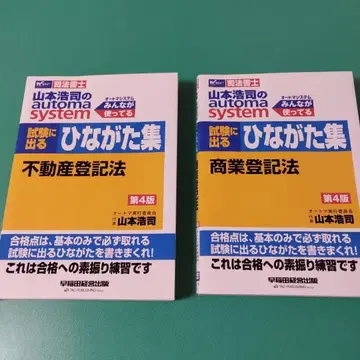 司法書士
山本浩司の
automa
system
オートマシステム
みんなが
使ってる
試験に
出る
ひながた集
不動産登記法
第4版
山本浩司
合格点は、基本のみで必ず取れる
試験に出るひながたを書きまくれ!
これは合格への素振り練習です
早稲田経営出版
TAC PUBLISHING
司法書士
山本浩司の
automa
system
オートマシステム
みんなが
使ってる
試験に
出る
ひながた集
商業登記法
第4版
山本浩司
合格点は、基本のみで必ず取れる
試験に出るひながたを書きまくれ!
これは合格への素振り練習です
早稲田経営出版
TAC PUBLISHING